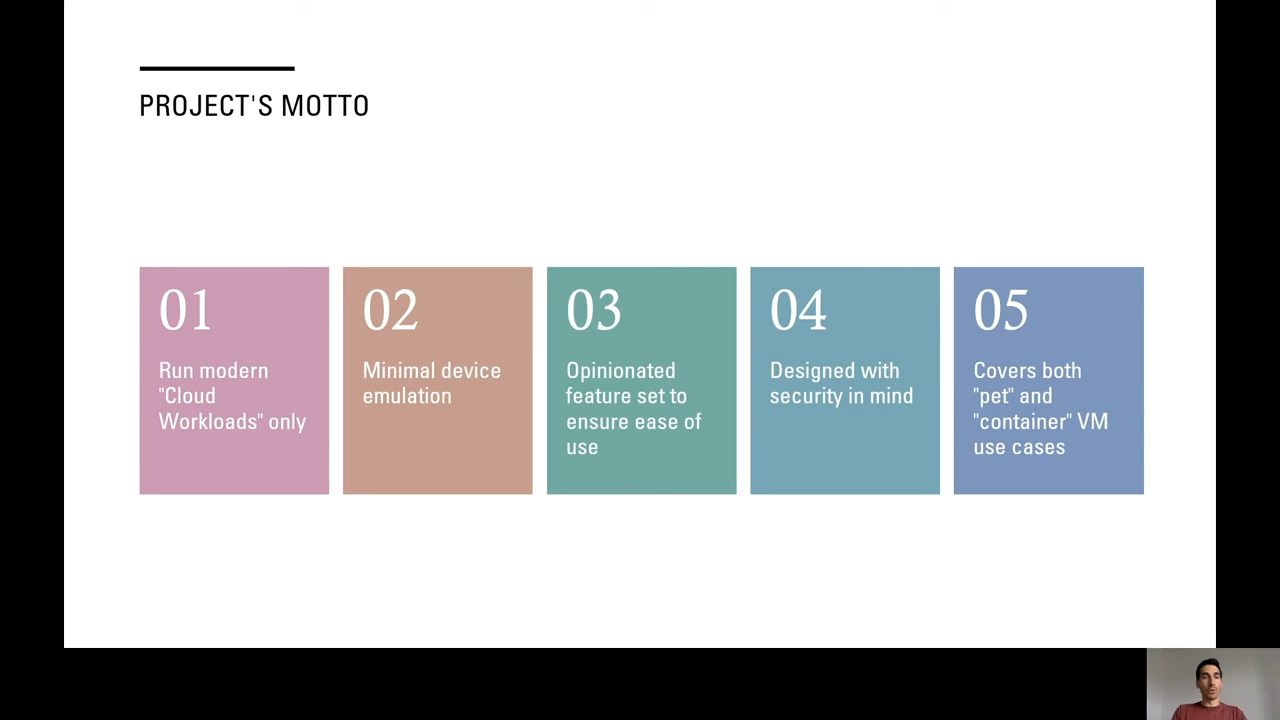 PROJECT'S MOTTO
01
Run modern
"Cloud
Workloads" only
02
Minimal device
emulation
03
Opinionated
feature set to
ensure ease of
use
04
Designed with
security in mind
05
Covers both
"pet" and
"container" VM
use cases